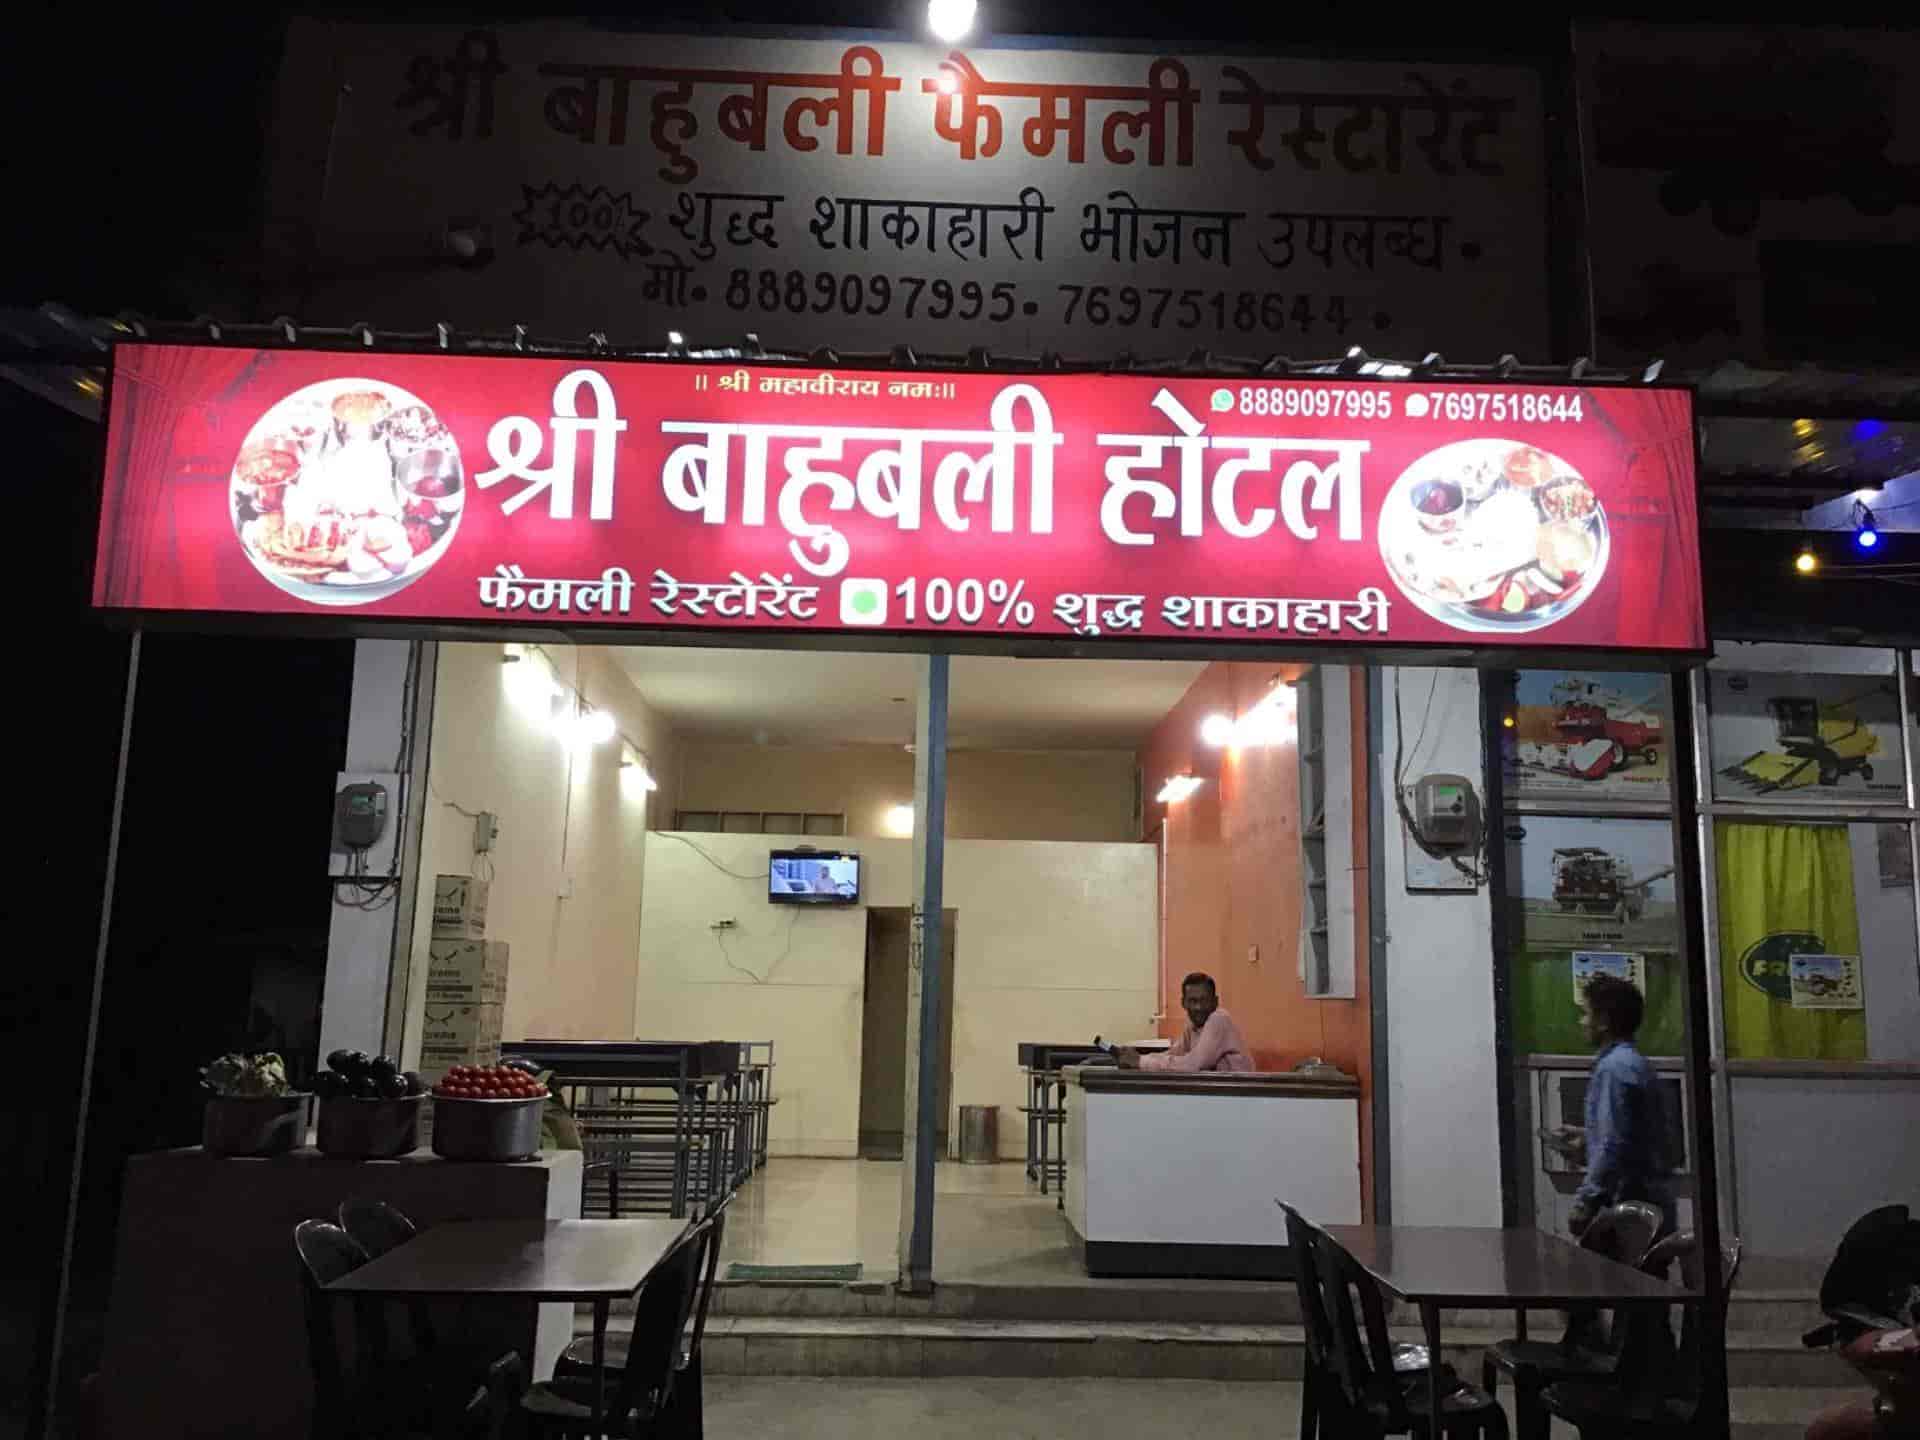 श्री बाहुबली फैमली रेस्टारेंट
100% शुद्ध शाकाहारी भोजन उपलब्ध.
मो. 8889097995. 7697518644.
॥ श्री महावीराय नमः॥
8889097995 7697518644
श्री बाहुबली होटल
फैमली रेस्टोरेंट 100% शुद्ध शाकाहारी